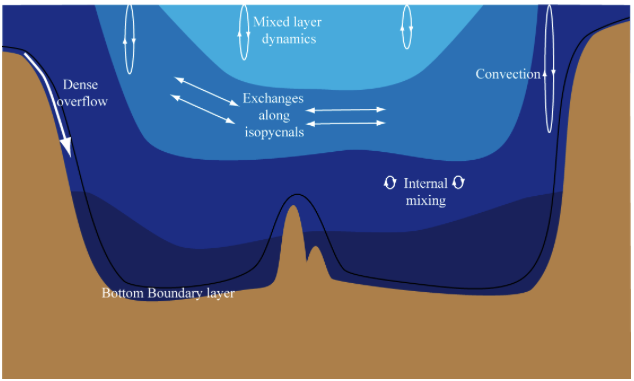 Mixed layer
dynamics
Dense
overflow
Convection
Exchanges
along
isopycnals
Internal
mixing
Bottom Boundary layer